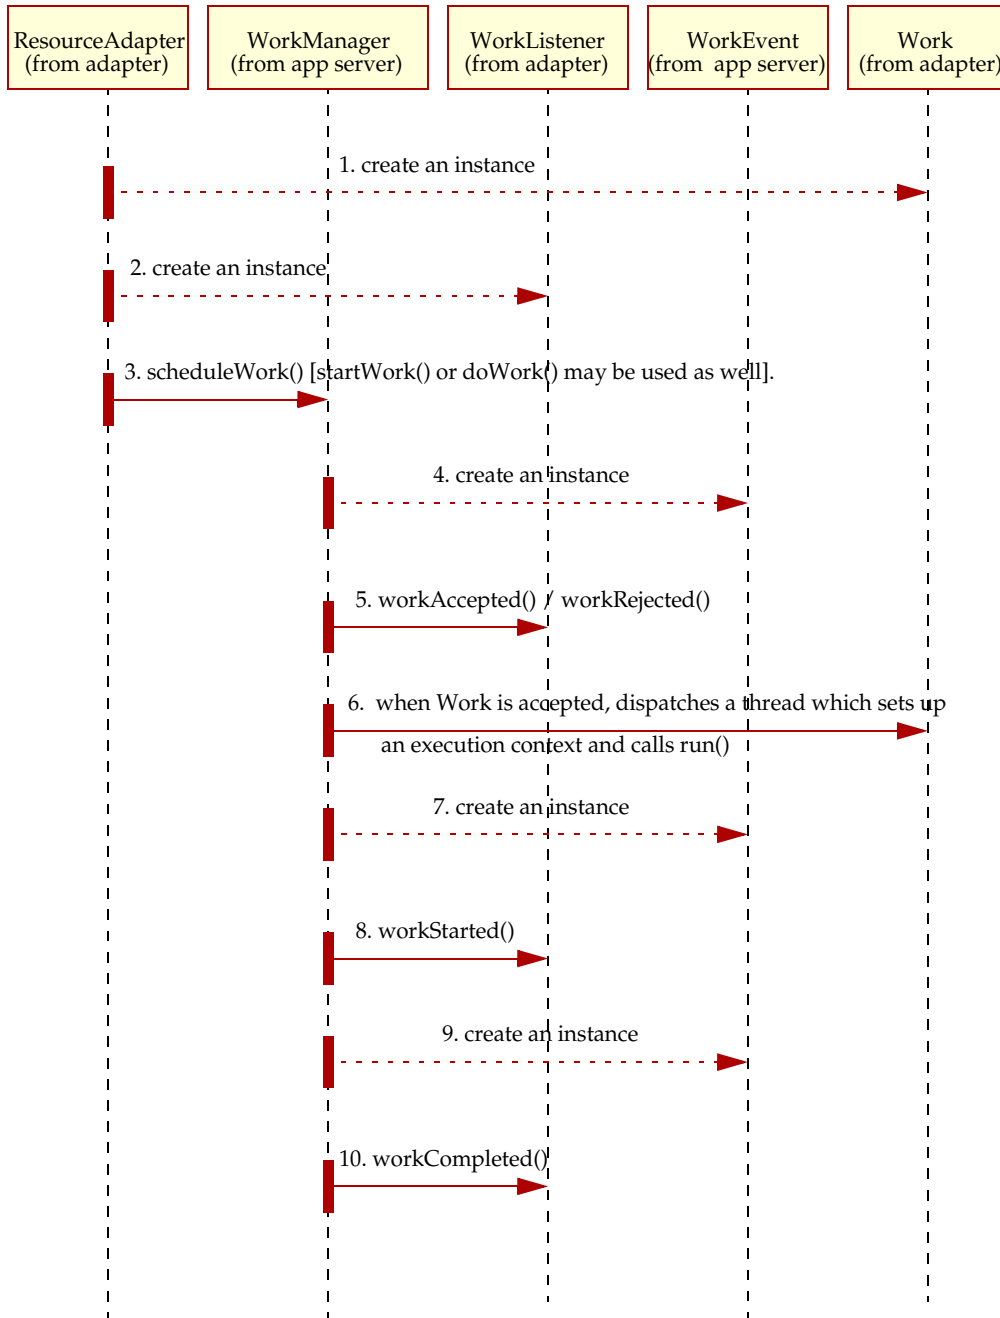 ResourceAdapter
(from adapter)
WorkManager
(from app server)
WorkListener
(from adapter)
WorkEvent
(from  app server)
Work
(from adapter)
1. create an instance
2. create an instance
3. scheduleWork() [startWork() or doWork() may be used as well].
4. create an instance
5. workAccepted() / workRejected()
6.  when Work is accepted, dispatches a thread which sets up
an execution context and calls run()
7. create an instance
8. workStarted()
9. create an instance
10. workCompleted()